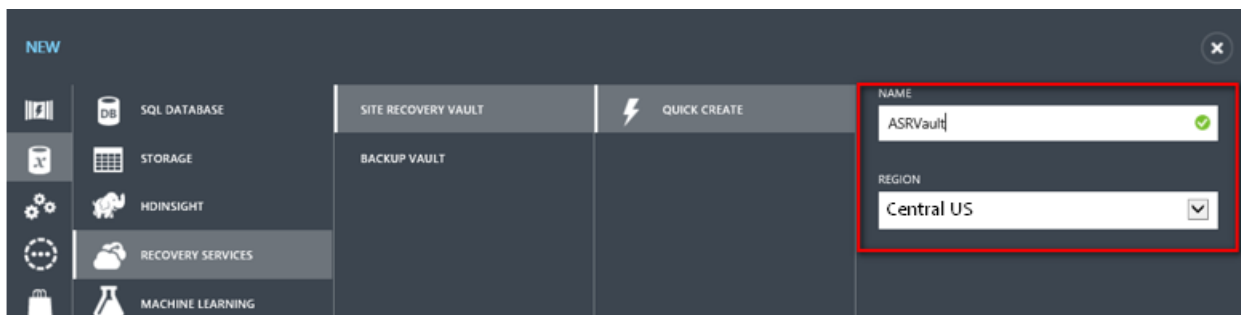 NEW
SQL DATABASE
STORAGE
HDINSIGHT
RECOVERY SERVICES
MACHINE LEARNING
SITE RECOVERY VAULT
BACKUP VAULT
QUICK CREATE
NAME
ASRVault
REGION
Central US
DB
x